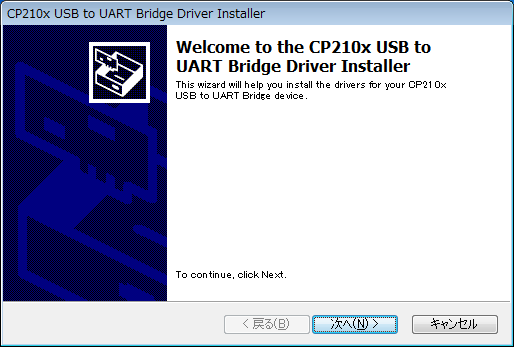 CP210x USB to UART Bridge Driver Installer
Welcome to the CP210x USB to
UART Bridge Driver Installer
This wizard will help you install the drivers for your CP210x
USB to UART Bridge device.
To continue, click Next.
< 戻る(B)
次へ(N) >
キャンセル